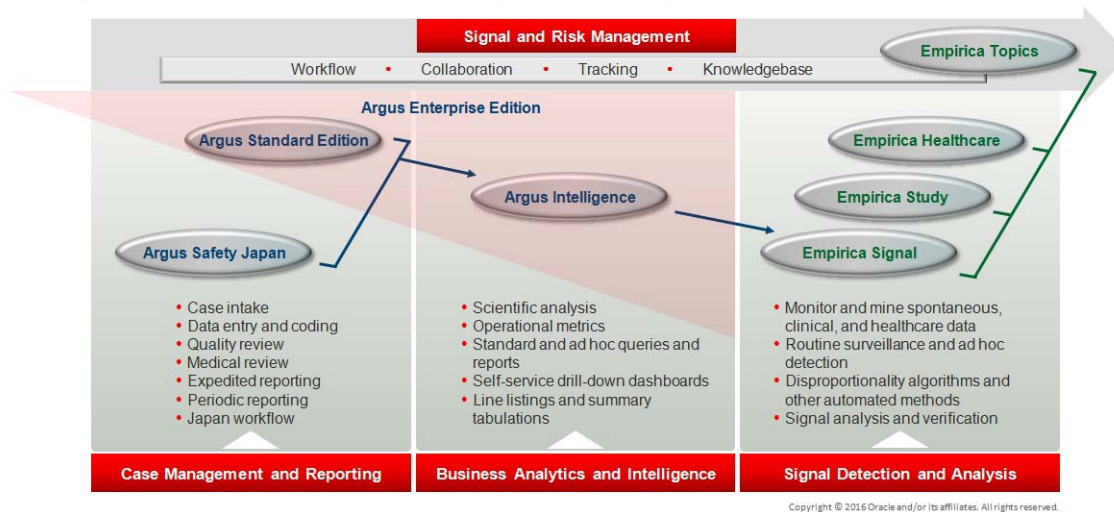 Signal and Risk Management
Empirica Topics
Workflow • Collaboration • Tracking • Knowledgebase
Argus Enterprise Edition
Argus Standard Edition
Argus Safety Japan
• Case intake
• Data entry and coding
• Quality review
• Medical review
• Expedited reporting
• Periodic reporting
• Japan workflow
Case Management and Reporting
Argus Intelligence
• Scientific analysis
• Operational metrics
• Standard and ad hoc queries and
reports
• Self-service drill-down dashboards
• Line listings and summary
tabulations
Business Analytics and Intelligence
Empirica Healthcare
Empirica Study
Empirica Signal
• Monitor and mine spontaneous,
clinical, and healthcare data
• Routine surveillance and ad hoc
detection
• Disproportionality algorithms and
other automated methods
• Signal analysis and verification
Signal Detection and Analysis
Copyright © 2016 Oracle and/or its affiliates. All rights reserved.